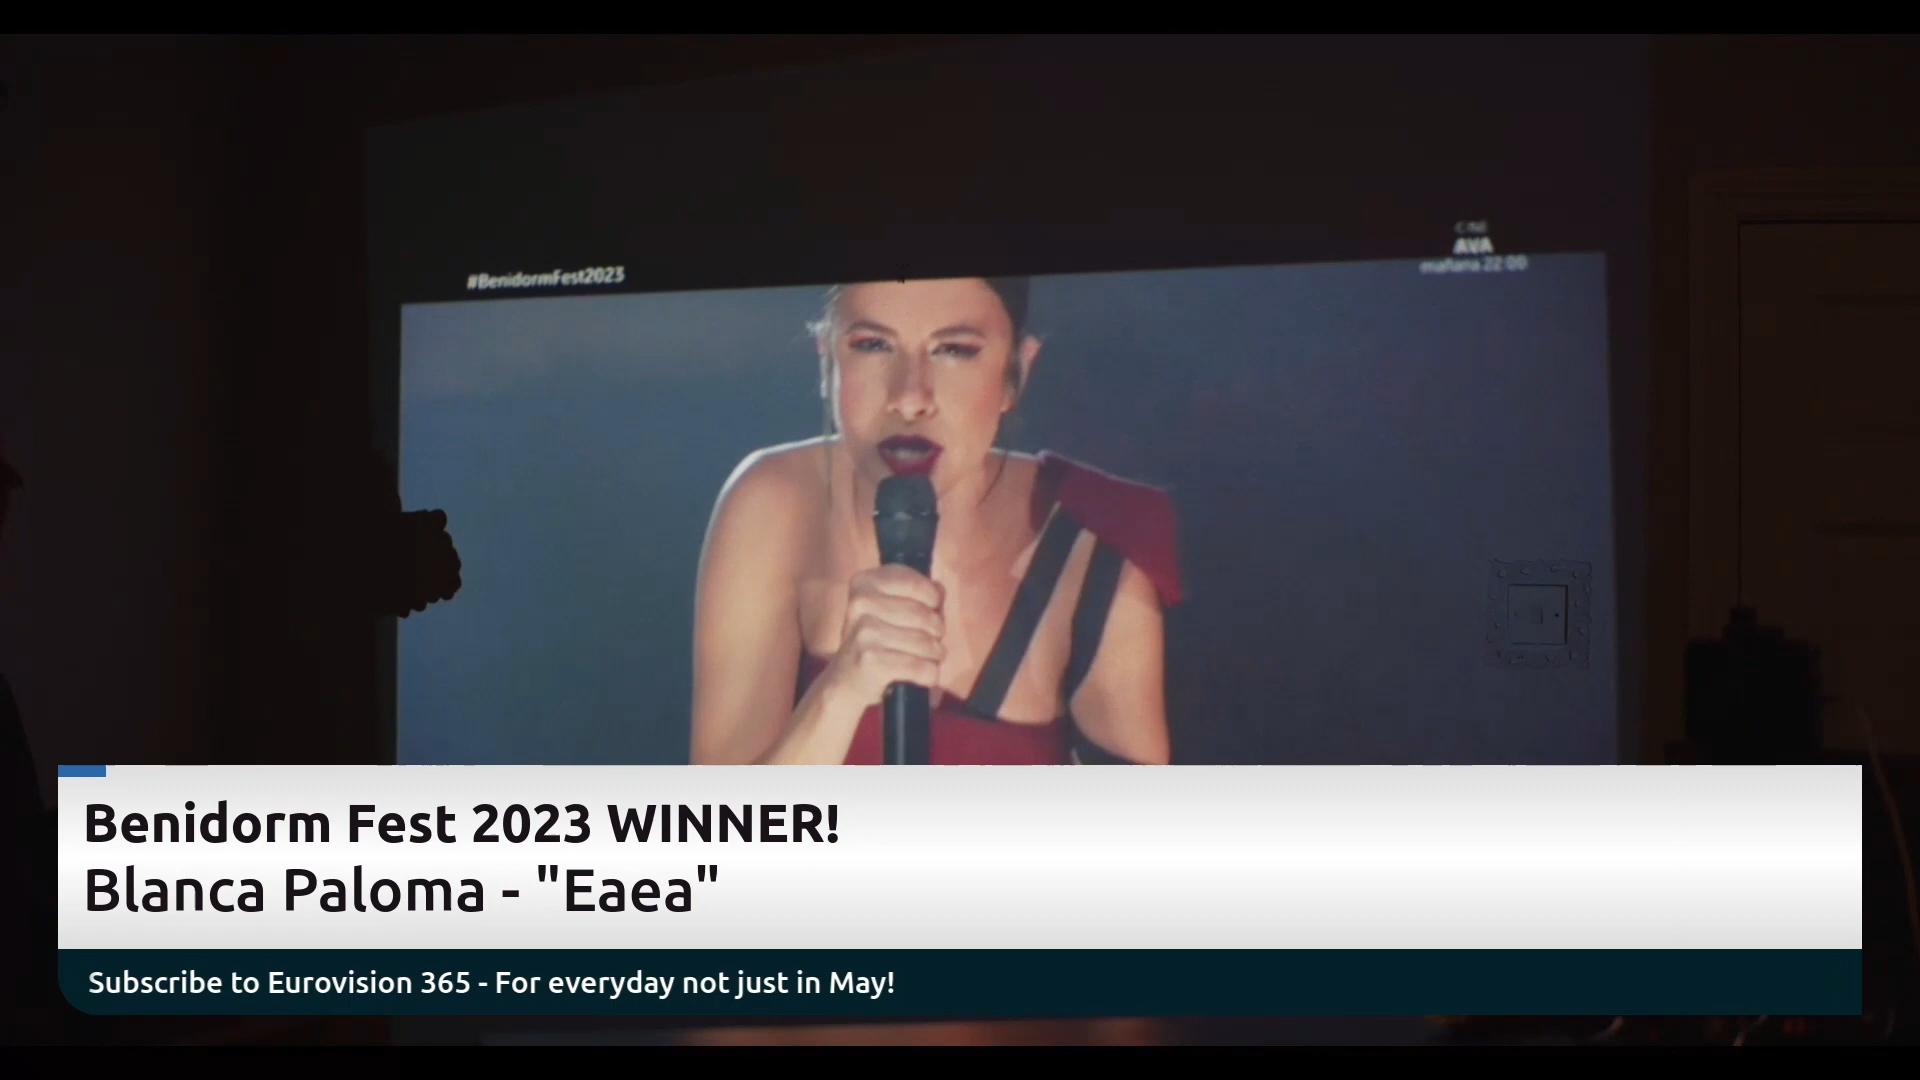 #BenidormFest2023
CINE
AVA
mañana 22:00
Benidorm Fest 2023 WINNER!
Blanca Paloma - "Eaea"
Subscribe to Eurovision 365 - For everyday not just in May!